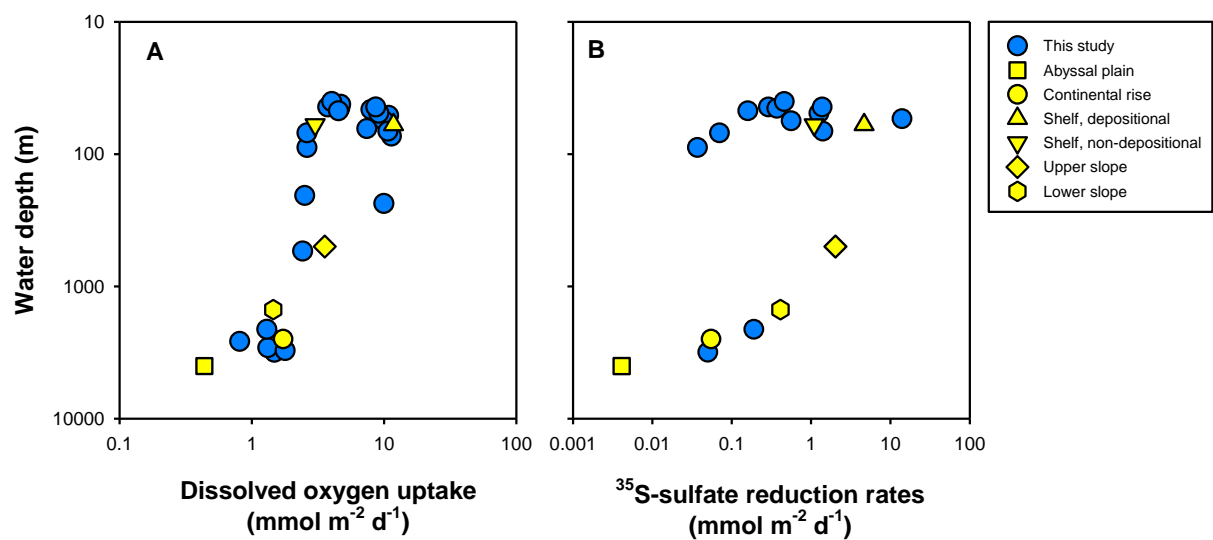 A
B
10
100
1000
10000
Water depth (m)
0.1 1 10 100
0.001 0.01 0.1 1 10 100
Dissolved oxygen uptake
(mmol m⁻² d⁻¹)
³⁵S-sulfate reduction rates
(mmol m⁻² d⁻¹)
This study
Abyssal plain
Continental rise
Shelf, depositional
Shelf, non-depositional
Upper slope
Lower slope